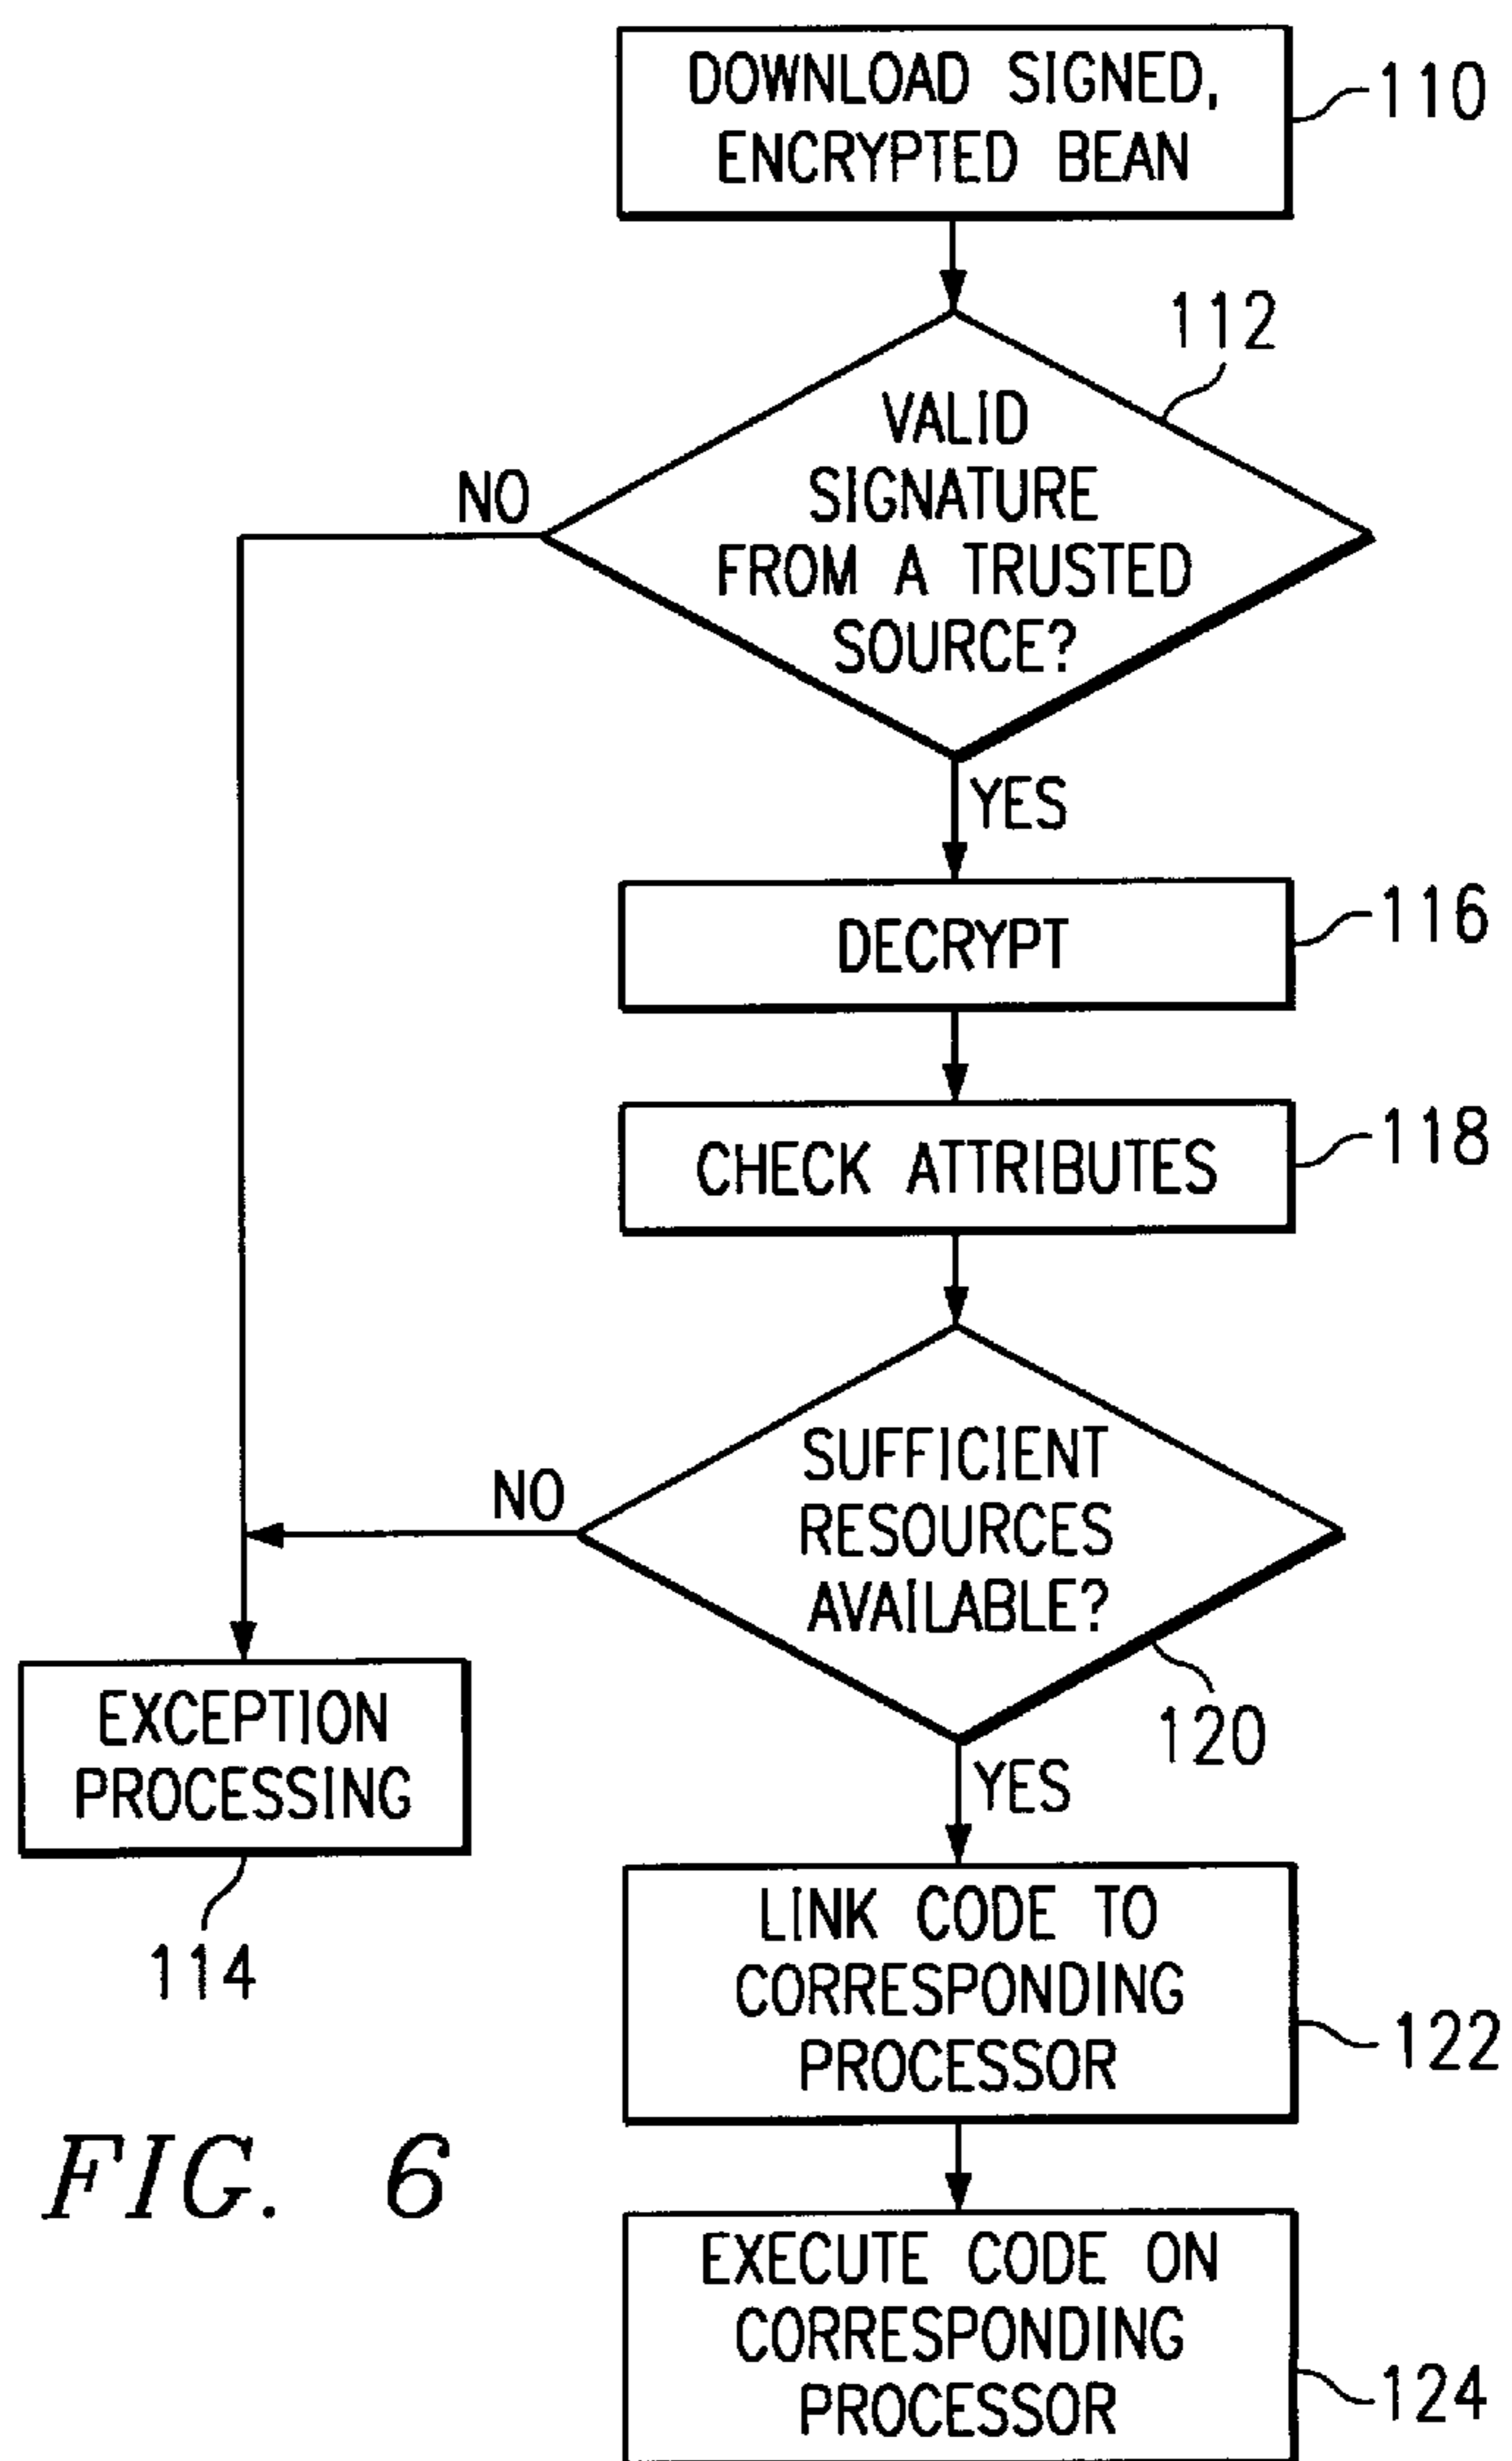 DOWNLOAD SIGNED,
ENCRYPTED BEAN
110
112
VALID
SIGNATURE
FROM A TRUSTED
SOURCE?
NO
YES
DECRYPT
116
CHECK ATTRIBUTES
118
SUFFICIENT
RESOURCES
AVAILABLE?
NO
120
YES
EXCEPTION
PROCESSING
114
LINK CODE TO
CORRESPONDING
PROCESSOR
122
EXECUTE CODE ON
CORRESPONDING
PROCESSOR
124
FIG. 6